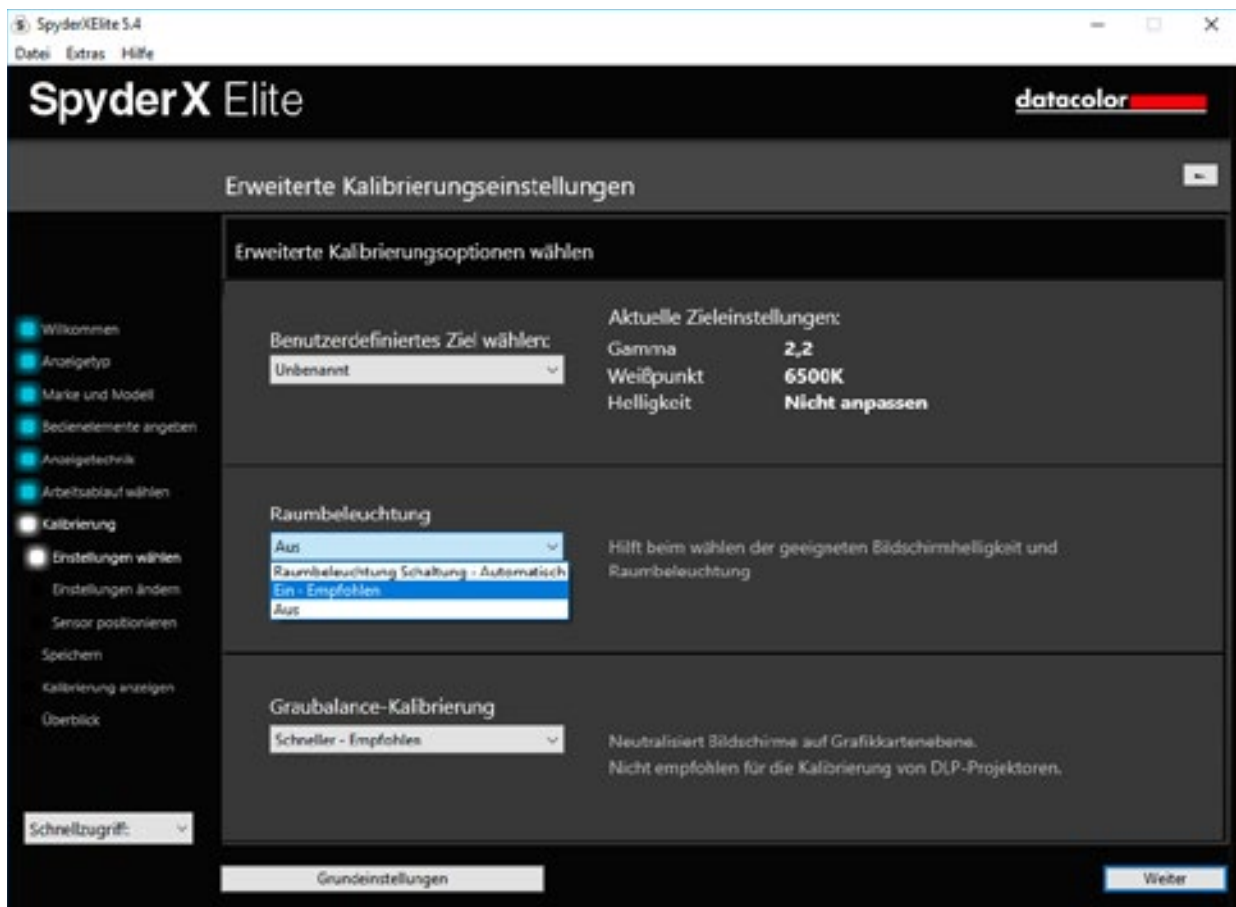 SpyderXElite 5.4
Datei Extras Hilfe
SpyderX Elite
datacolor
Erweiterte Kalibrierungseinstellungen
Erweiterte Kalibrierungsoptionen wählen
Willkommen
Anzeigetyp
Marke und Modell
Bedienelemente angeben
Anzeigetechnik
Arbeitsablauf wählen
Kalibrierung
Einstellungen wählen
Einstellungen ändern
Sensor positionieren
Speichern
Kalibrierung anzeigen
Überblick
Schnellzugriff:
Benutzerdefiniertes Ziel wählen:
Unbenannt
Aktuelle Zieleinstellungen:
Gamma 2,2
Weißpunkt 6500K
Helligkeit Nicht anpassen
Raumbeleuchtung
Aus
Raumbeleuchtung Schaltung - Automatisch
Ein - Empfohlen
Aus
Hilft beim wählen der geeigneten Bildschirmhelligkeit und
Raumbeleuchtung
Graubalance-Kalibrierung
Schneller - Empfohlen
Neutralisiert Bildschirme auf Grafikkartenebene.
Nicht empfohlen für die Kalibrierung von DLP-Projektoren.
Grundeinstellungen
Weiter